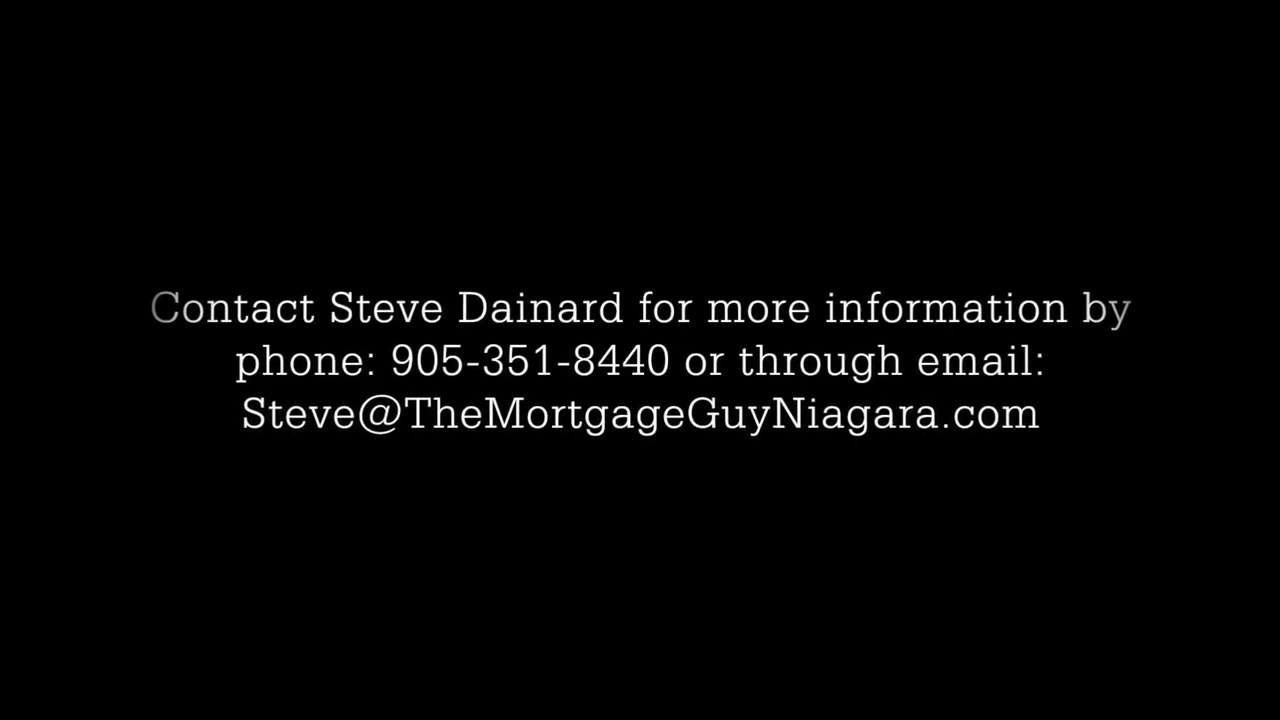 Contact Steve Dainard for more information by
phone: 905-351-8440 or through email:
Steve@TheMortgageGuyNiagara.com